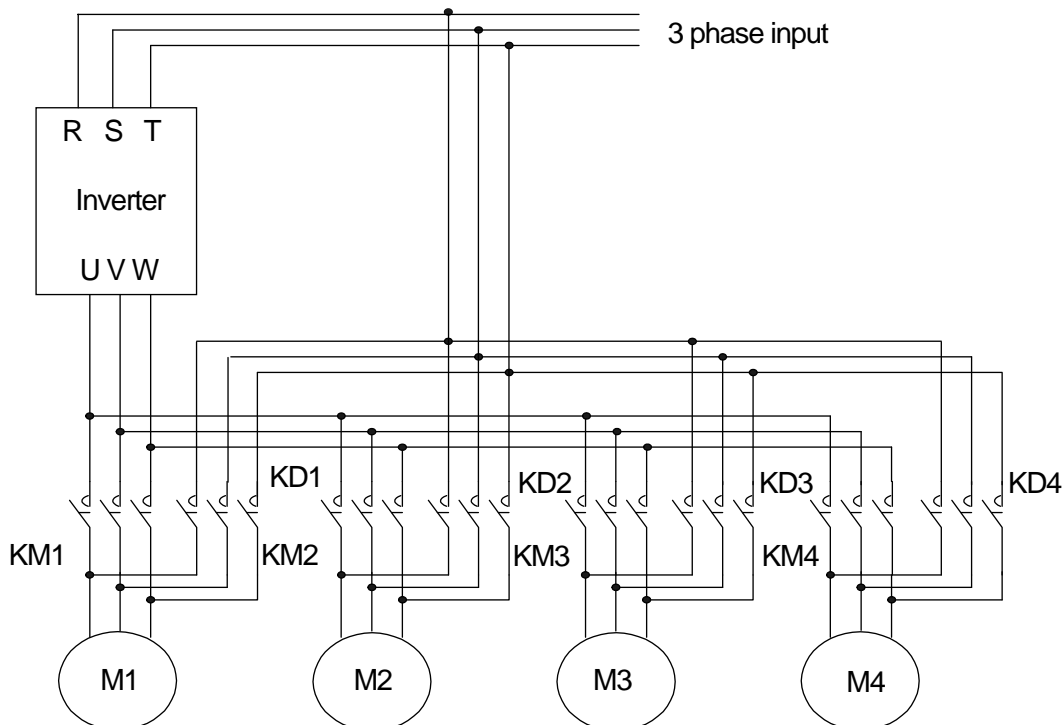 3 phase input
R S T
Inverter
U V W
KD1
KD2
KD3
KD4
KM1
KM2
KM3
KM4
M1
M2
M3
M4